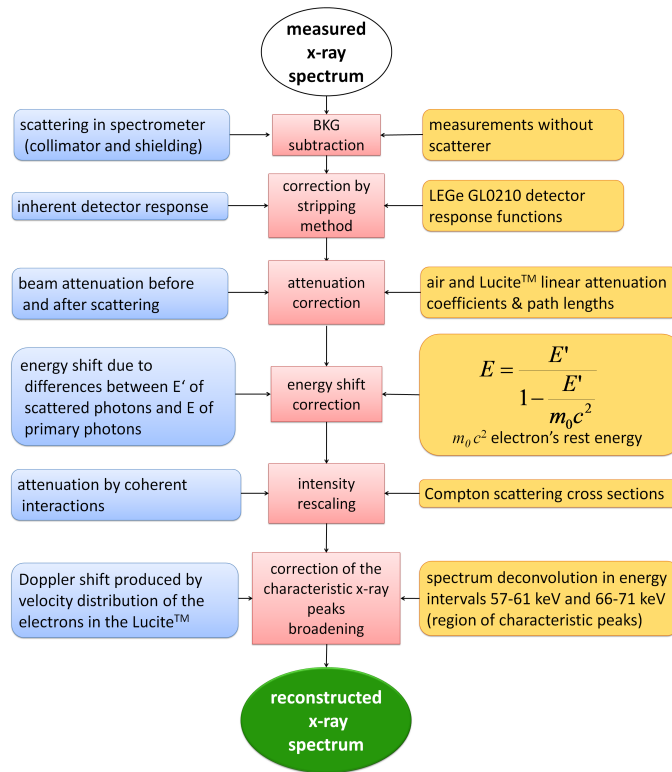 measured
x-ray
spectrum
scattering in spectrometer
(collimator and shielding)
BKG
subtraction
measurements without
scatterer
inherent detector response
correction by
stripping
method
LEGe GL0210 detector
response functions
beam attenuation before
and after scattering
attenuation
correction
air and Lucite™ linear attenuation
coefficients & path lengths
energy shift due to
differences between E‘ of
scattered photons and E of
primary photons
energy shift
correction
E = E' / (1 − E' / m₀c²)
m₀c² electron’s rest energy
attenuation by coherent
interactions
intensity
rescaling
Compton scattering cross sections
Doppler shift produced by
velocity distribution of the
electrons in the Lucite™
correction of the
characteristic x-ray
peaks
broadening
spectrum deconvolution in energy
intervals 57-61 keV and 66-71 keV
(region of characteristic peaks)
reconstructed
x-ray
spectrum